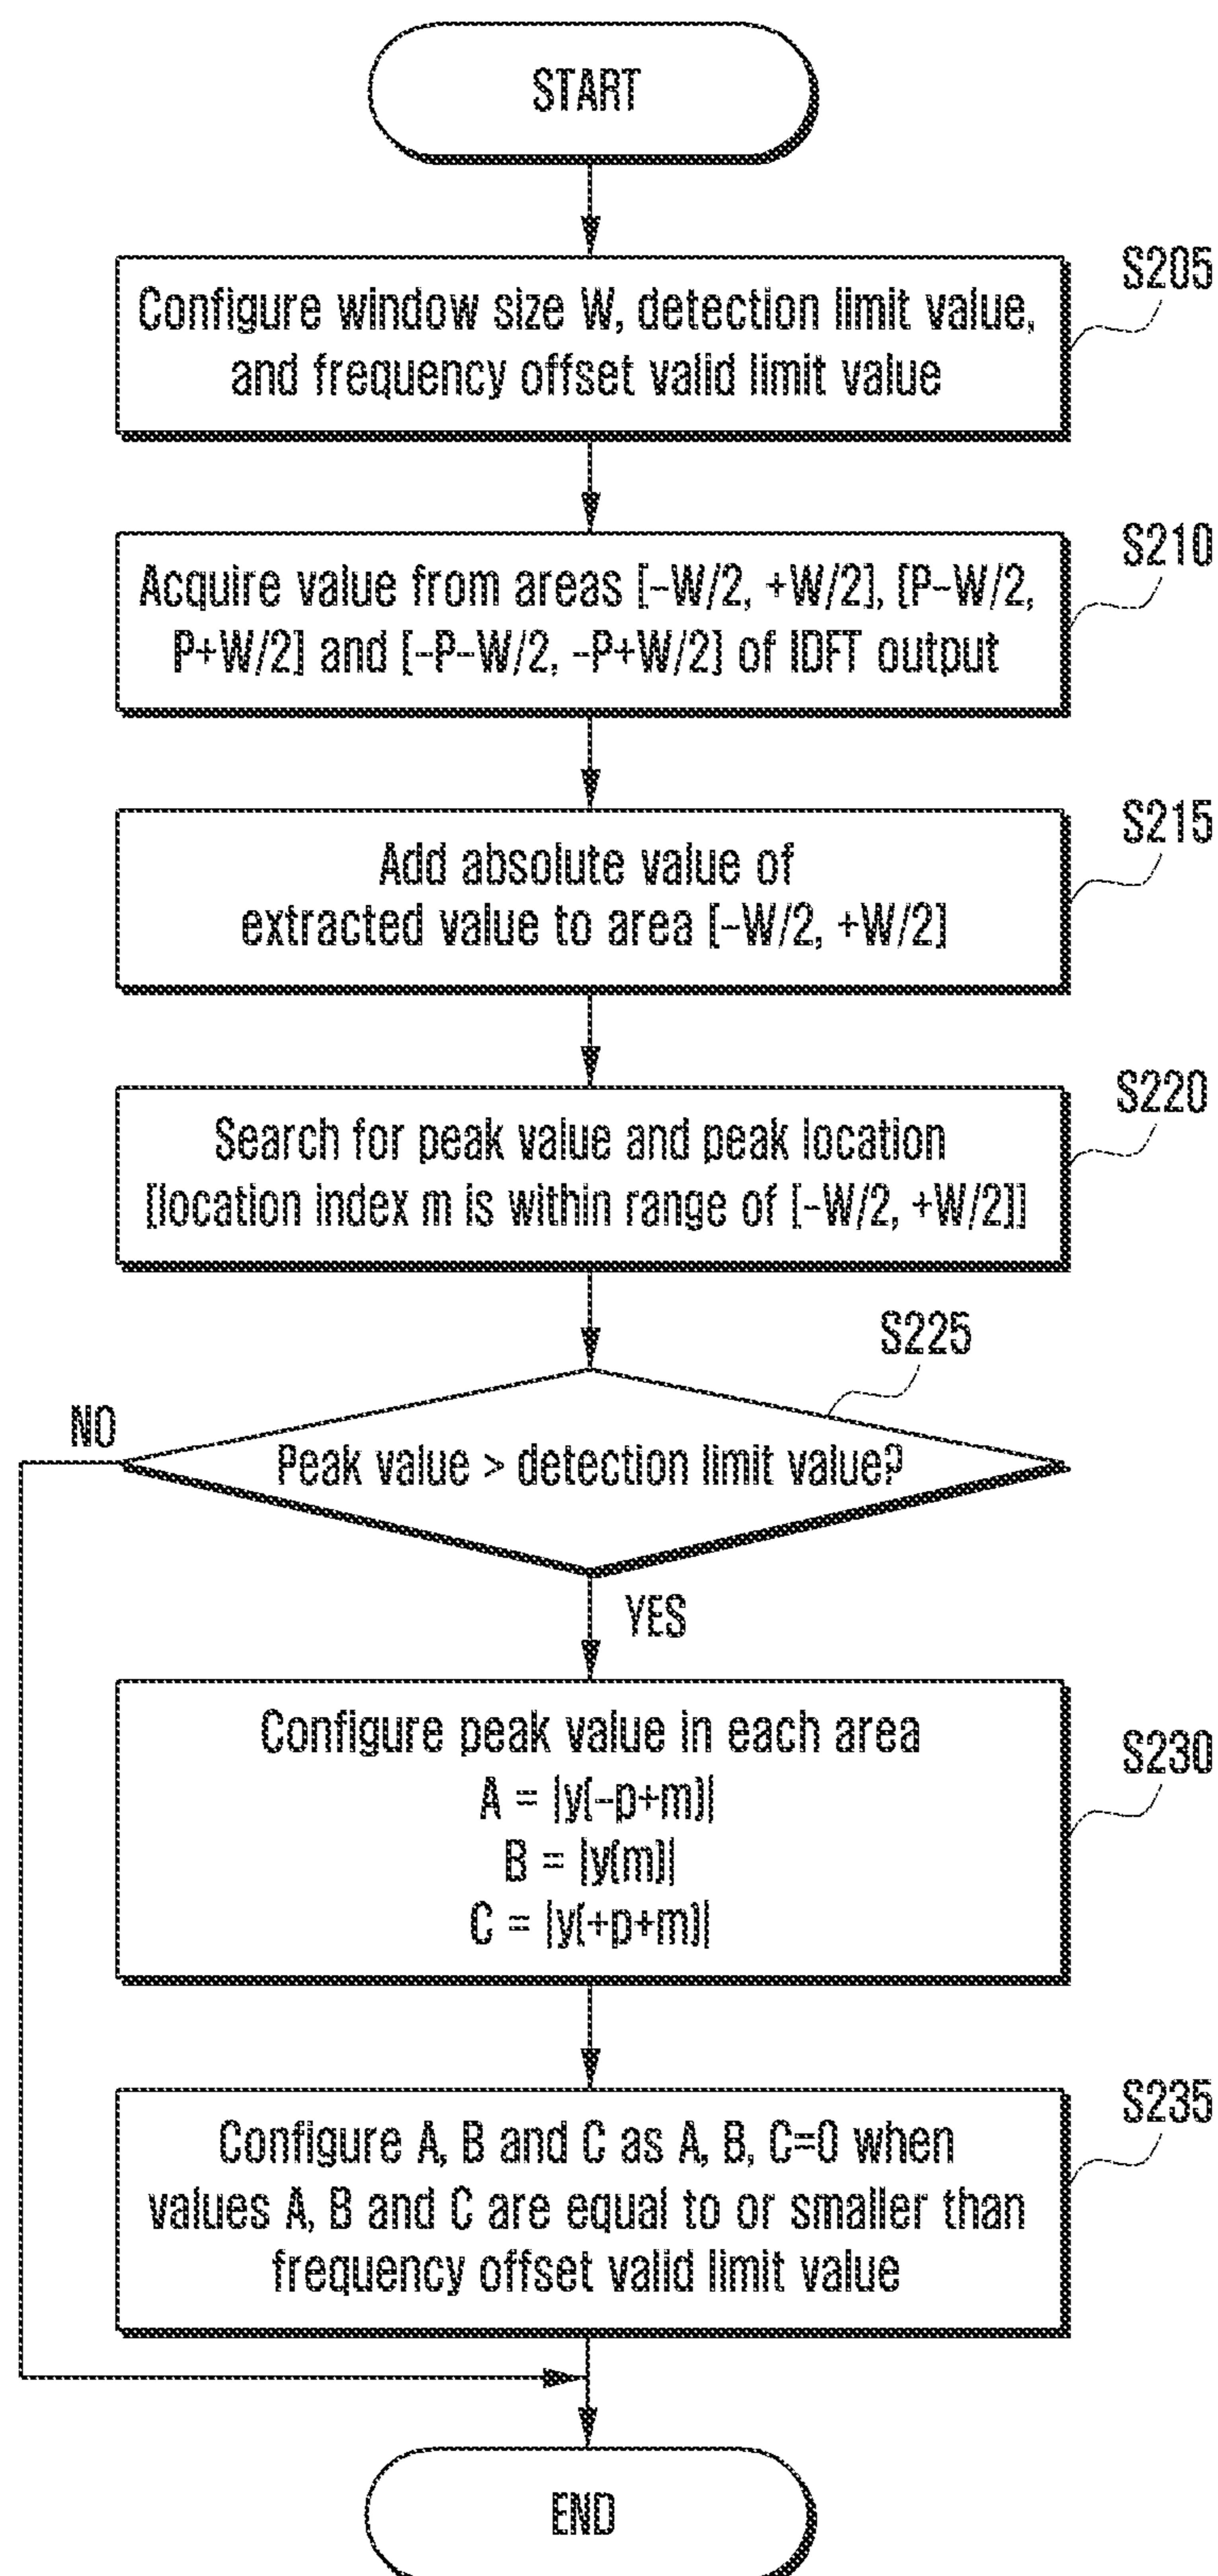 START
S205
Configure window size W, detection limit value,
and frequency offset valid limit value
S210
Acquire value from areas [-W/2, +W/2], [P-W/2,
P+W/2] and [-P-W/2, -P+W/2] of IDFT output
S215
Add absolute value of
extracted value to area [-W/2, +W/2]
S220
Search for peak value and peak location
[location index m is within range of [-W/2, +W/2]]
S225
NO
Peak value > detection limit value?
YES
S230
Configure peak value in each area
A = |y(-p+m)|
B = |y(m)|
C = |y(+p+m)|
S235
Configure A, B and C as A, B, C=0 when
values A, B and C are equal to or smaller than
frequency offset valid limit value
END